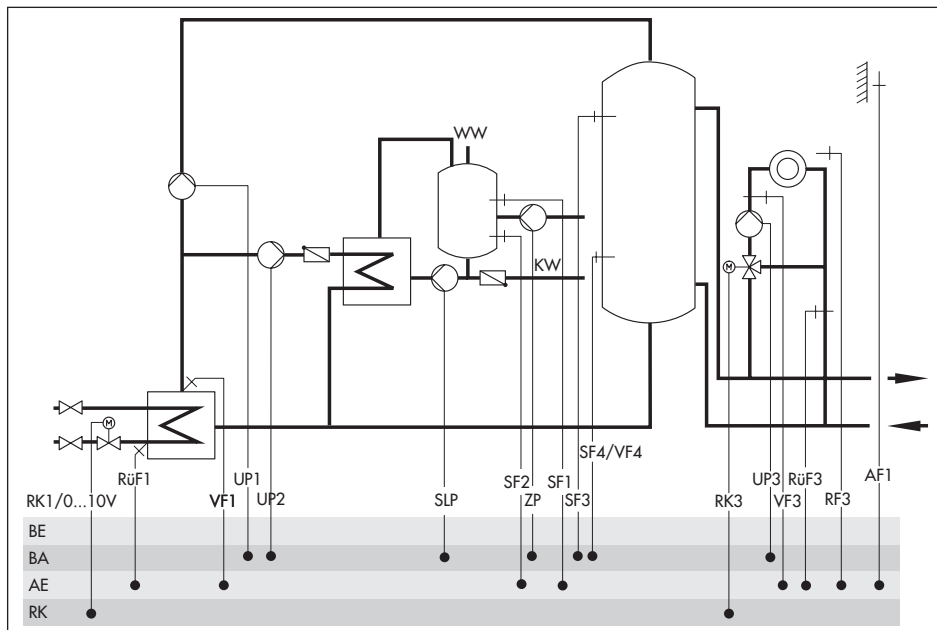 WW
KW
M
M
SF4/VF4
RüF1
UP1
SF2
SF1
UP3
RüF3
AF1
RK1/0...10V
VF1
UP2
SLP
ZP
SF3
RK3
VF3
RF3
BE
BA
AE
RK